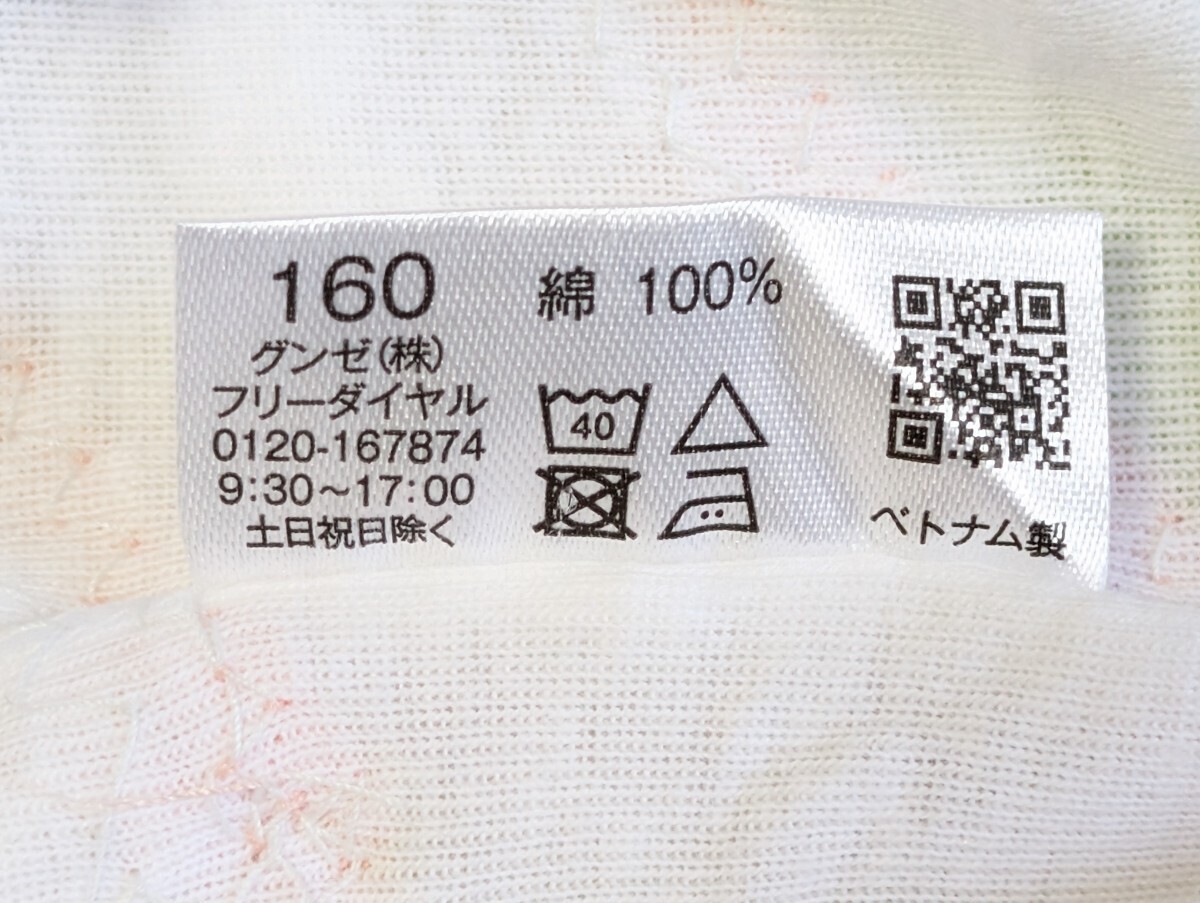 160
グンゼ(株)
フリーダイヤル
0120-167874
9:30~17:00
土日祝日除く
綿 100%
40
ベトナム製